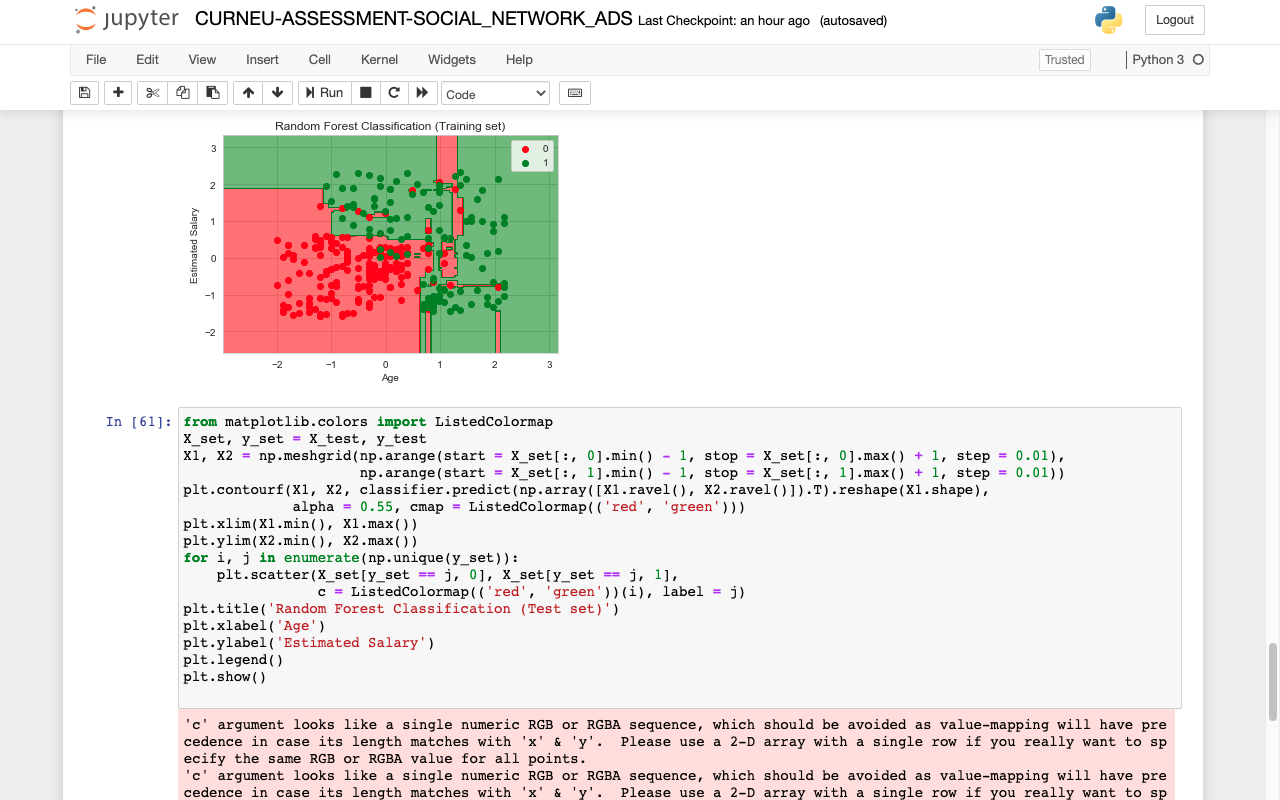 jupyter CURNEU-ASSESSMENT-SOCIAL_NETWORK_ADS Last Checkpoint: an hour ago (autosaved) Logout
File Edit View Insert Cell Kernel Widgets Help Trusted Python 3
Run Code
Random Forest Classification (Training set)
0
1
3
2
1
0
−1
−2
Estimated Salary
−2 −1 0 1 2 3
Age
In [61]:
from matplotlib.colors import ListedColormap
X_set, y_set = X_test, y_test
X1, X2 = np.meshgrid(np.arange(start = X_set[:, 0].min() - 1, stop = X_set[:, 0].max() + 1, step = 0.01),
                     np.arange(start = X_set[:, 1].min() - 1, stop = X_set[:, 1].max() + 1, step = 0.01))
plt.contourf(X1, X2, classifier.predict(np.array([X1.ravel(), X2.ravel()]).T).reshape(X1.shape),
             alpha = 0.55, cmap = ListedColormap(('red', 'green')))
plt.xlim(X1.min(), X1.max())
plt.ylim(X2.min(), X2.max())
for i, j in enumerate(np.unique(y_set)):
    plt.scatter(X_set[y_set == j, 0], X_set[y_set == j, 1],
                c = ListedColormap(('red', 'green'))(i), label = j)
plt.title('Random Forest Classification (Test set)')
plt.xlabel('Age')
plt.ylabel('Estimated Salary')
plt.legend()
plt.show()
'c' argument looks like a single numeric RGB or RGBA sequence, which should be avoided as value-mapping will have pre
cedence in case its length matches with 'x' & 'y'.  Please use a 2-D array with a single row if you really want to sp
ecify the same RGB or RGBA value for all points.
'c' argument looks like a single numeric RGB or RGBA sequence, which should be avoided as value-mapping will have pre
cedence in case its length matches with 'x' & 'y'.  Please use a 2-D array with a single row if you really want to sp